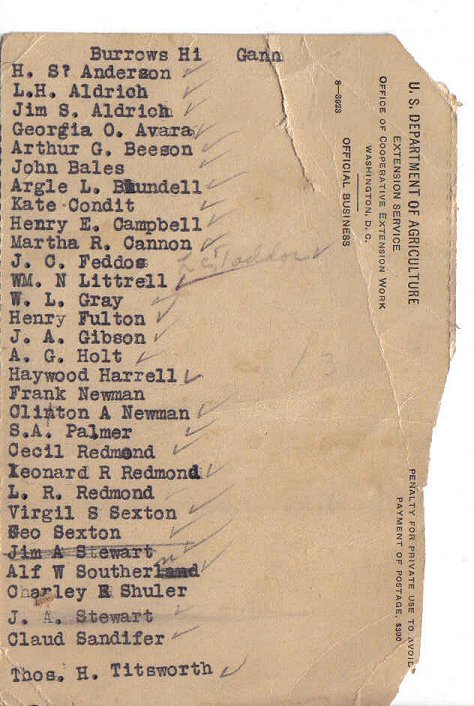 Burrows Hi Gann
H. S? Anderson
L.H. Aldrich
Jim S. Aldrich
Georgia O. Avara
Arthur G. Beeson
John Bales
Argle L. Blundell
Kate Condit
Henry E. Campbell
Martha R. Cannon
J. C. Feddos
WM. N Littrell
W. L. Gray
Henry Fulton
J. A. Gibson
A. G. Holt
Haywood Harrell
Frank Newman
Clinton A Newman
S.A. Palmer
Cecil Redmond
Leonard R Redmond
L. R. Redmond
Virgil S Sexton
Geo Sexton
Jim A Stewart
Alf W Southerland
Charley R Shuler
J. A. Stewart
Claud Sandifer
Thos. H. Titsworth
13
U. S. DEPARTMENT OF AGRICULTURE
EXTENSION SERVICE
OFFICE OF COOPERATIVE EXTENSION WORK
WASHINGTON, D. C.
OFFICIAL BUSINESS
8—3923
PENALTY FOR PRIVATE USE TO AVOID
PAYMENT OF POSTAGE, $300